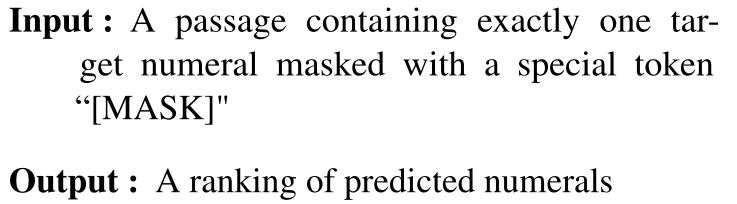 Input : A passage containing exactly one tar-
get numeral masked with a special token
“[MASK]"
Output : A ranking of predicted numerals